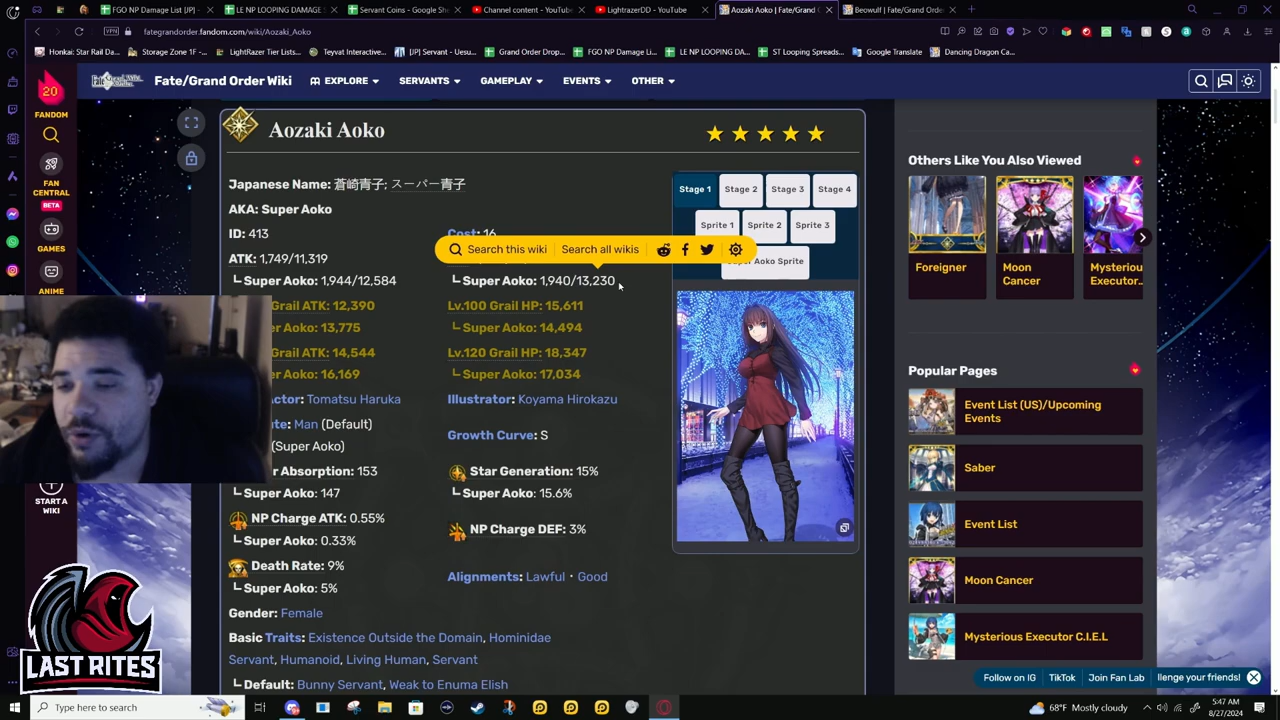 FGO NP Damage List [JP] -
LE NP LOOPING DAMAGE
Servant Coins - Google She
Channel content - YouTube
LightrazerDD - YouTube
Aozaki Aoko | Fate/Grand
Beowulf | Fate/Grand Orde
VPN
fategrandorder.fandom.com/wiki/Aozaki_Aoko
Honkai: Star Rail Da...
Storage Zone 1F -...
LightRazer Tier Lists...
Teyvat Interactive...
[JP] Servant - Uesu...
Grand Order Drop...
FGO NP Damage Li...
LE NP LOOPING DA...
ST Looping Spreads...
Google Translate
Dancing Dragon Ca...
20
FANDOM
FAN
CENTRAL
BETA
GAMES
ANIME
START A
WIKI
Fate/Grand Order Wiki
EXPLORE
SERVANTS
GAMEPLAY
EVENTS
OTHER
Aozaki Aoko
Japanese Name: 蒼崎青子; スーパー青子
AKA: Super Aoko
ID: 413
Cost: 16
ATK: 1,749/11,319
Search this wiki
Search all wikis
┗ Super Aoko: 1,944/12,584
┗ Super Aoko: 1,940/13,230
Grail ATK: 12,390
Lv.100 Grail HP: 15,611
er Aoko: 13,775
┗ Super Aoko: 14,494
Grail ATK: 14,544
Lv.120 Grail HP: 18,347
er Aoko: 16,169
┗ Super Aoko: 17,034
Actor: Tomatsu Haruka
Illustrator: Koyama Hirokazu
te: Man (Default)
(Super Aoko)
Growth Curve: S
r Absorption: 153
Star Generation: 15%
┗ Super Aoko: 147
┗ Super Aoko: 15.6%
NP Charge ATK: 0.55%
NP Charge DEF: 3%
┗ Super Aoko: 0.33%
Death Rate: 9%
Alignments: Lawful・Good
┗ Super Aoko: 5%
Gender: Female
Basic Traits: Existence Outside the Domain, Hominidae
Servant, Humanoid, Living Human, Servant
┗ Default: Bunny Servant, Weak to Enuma Elish
Stage 1
Stage 2
Stage 3
Stage 4
Sprite 1
Sprite 2
Sprite 3
Super Aoko Sprite
Others Like You Also Viewed
Foreigner
Moon
Cancer
Mysterious
Executor...
Popular Pages
Event List (US)/Upcoming
Events
Saber
Event List
Moon Cancer
Mysterious Executor C.I.E.L
Follow on IG
TikTok
Join Fan Lab
llenge your friends!
LAST RITES
Type here to search
68°F Mostly cloudy
5:47 AM
8/27/2024